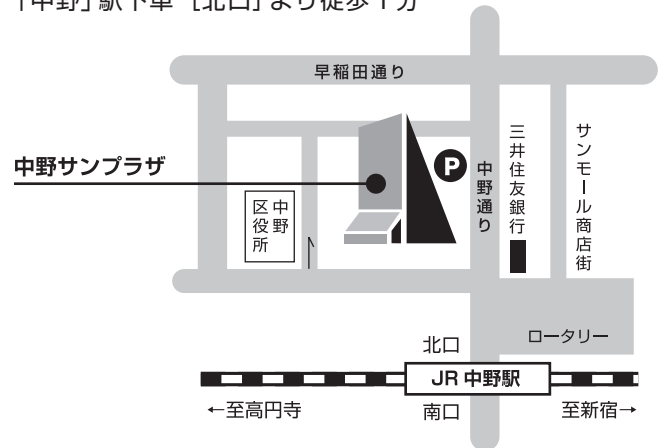 「中野」駅下車 [北口]より徒歩1分
早稲田通り
中野サンプラザ
P
中野通り
三井住友銀行
サンモール商店街
中野
区役所
ロータリー
北口
JR 中野駅
←至高円寺
南口
至新宿→